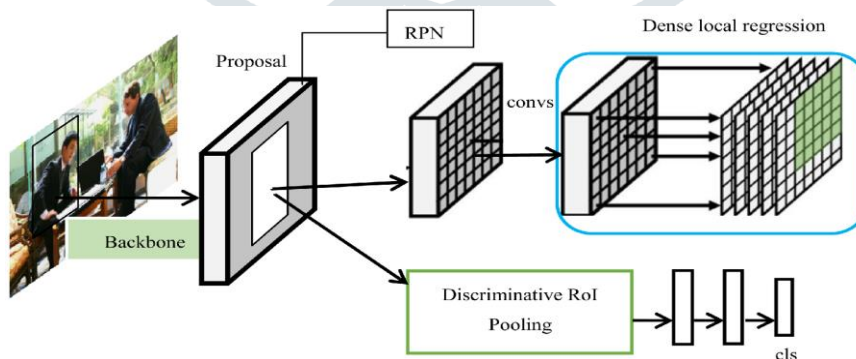 RPN
Dense local regression
Proposal
convs
Backbone
Discriminative RoI
Pooling
cls